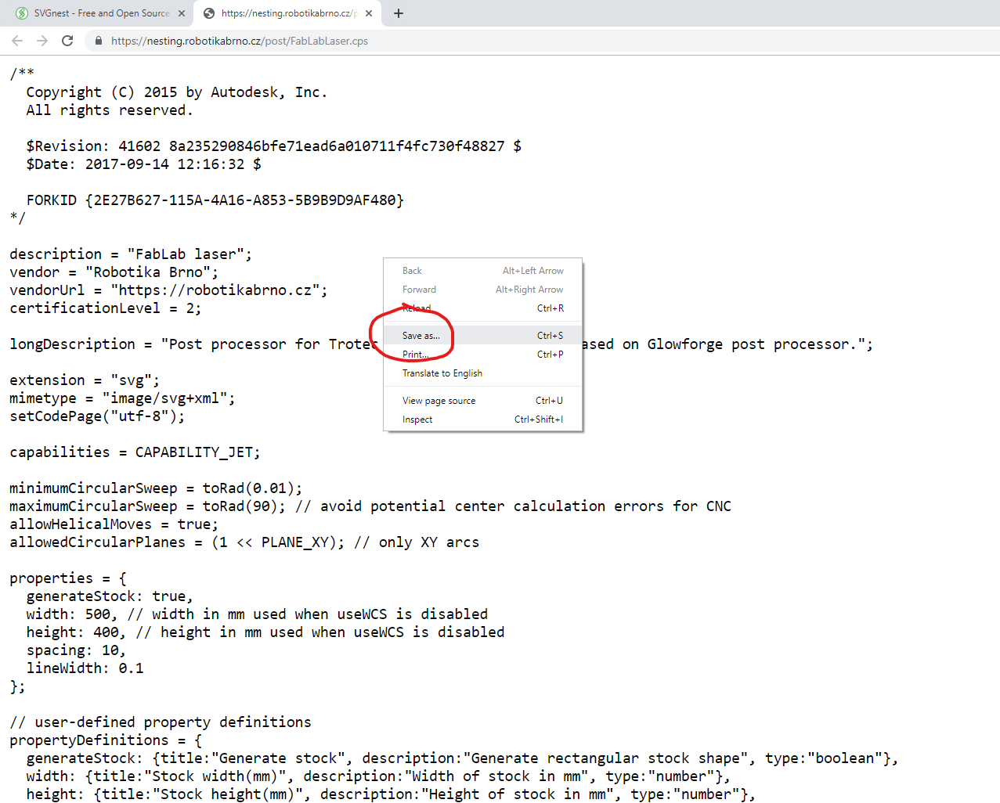 SVGnest - Free and Open Source
https://nesting.robotikabrno.cz/p
https://nesting.robotikabrno.cz/post/FabLabLaser.cps
/**
Copyright (C) 2015 by Autodesk, Inc.
All rights reserved.
$Revision: 41602 8a235290846bfe71ead6a010711f4fc730f48827 $
$Date: 2017-09-14 12:16:32 $
FORKID {2E27B627-115A-4A16-A853-5B9B9D9AF480}
*/
description = "FabLab laser";
vendor = "Robotika Brno";
vendorUrl = "https://robotikabrno.cz";
certificationLevel = 2;
longDescription = "Post processor for Trotec ased on Glowforge post processor.";
extension = "svg";
mimetype = "image/svg+xml";
setCodePage("utf-8");
capabilities = CAPABILITY_JET;
minimumCircularSweep = toRad(0.01);
maximumCircularSweep = toRad(90); // avoid potential center calculation errors for CNC
allowHelicalMoves = true;
allowedCircularPlanes = (1 << PLANE_XY); // only XY arcs
properties = {
generateStock: true,
width: 500, // width in mm used when useWCS is disabled
height: 400, // height in mm used when useWCS is disabled
spacing: 10,
lineWidth: 0.1
};
// user-defined property definitions
propertyDefinitions = {
generateStock: {title:"Generate stock", description:"Generate rectangular stock shape", type:"boolean"},
width: {title:"Stock width(mm)", description:"Width of stock in mm", type:"number"},
height: {title:"Stock height(mm)", description:"Height of stock in mm", type:"number"},
Back Alt+Left Arrow
Forward Alt+Right Arrow
Reload Ctrl+R
Save as... Ctrl+S
Print... Ctrl+P
Translate to English
View page source Ctrl+U
Inspect Ctrl+Shift+I